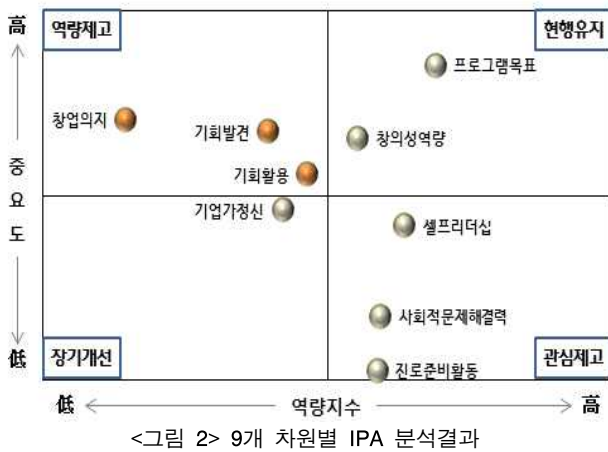 高
역량제고
현행유지
프로그램목표
창업의지
기회발견
창의성역량
기회활용
중
요
도
기업가정신
셀프리더십
사회적문제해결력
低
장기개선
진로준비활동
관심제고
低
역량지수
高
<그림 2> 9개 차원별 IPA 분석결과